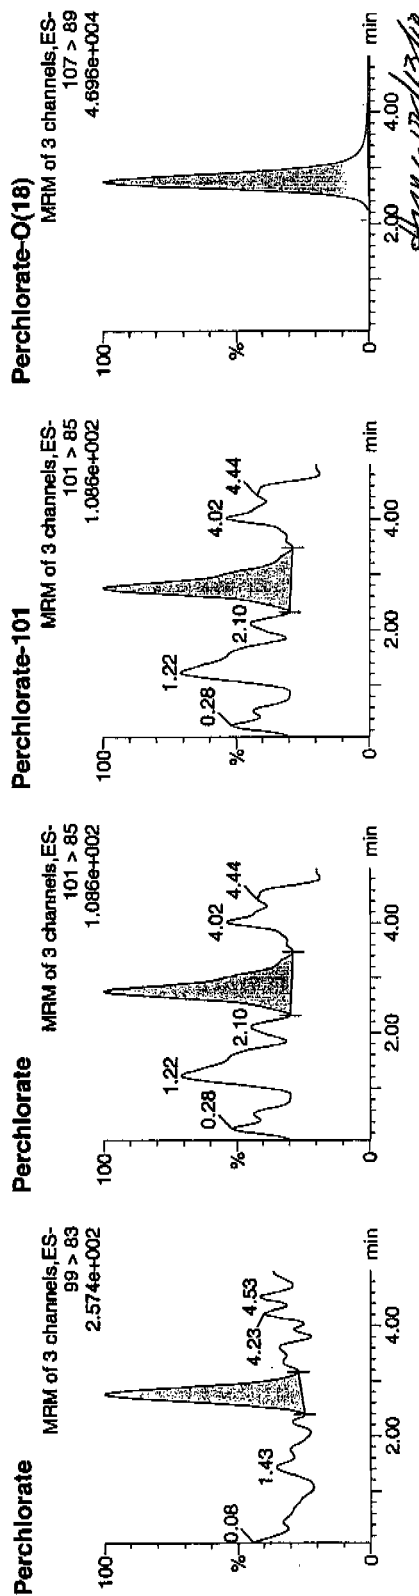 Perchlorate
MRM of 3 channels,ES-
99 > 83
2.574e+002
100
%
0
0.08
1.43
4.23
4.53
2.00
4.00
min
Perchlorate
MRM of 3 channels,ES-
101 > 85
1.086e+002
100
%
0
0.28
1.22
2.10
4.02
4.44
2.00
4.00
min
Perchlorate-101
MRM of 3 channels,ES-
101 > 85
1.086e+002
100
%
0
0.28
1.22
2.10
4.02
4.44
2.00
4.00
min
Perchlorate-O(18)
MRM of 3 channels,ES-
107 > 89
4.696e+004
100
%
0
2.00
4.00
min